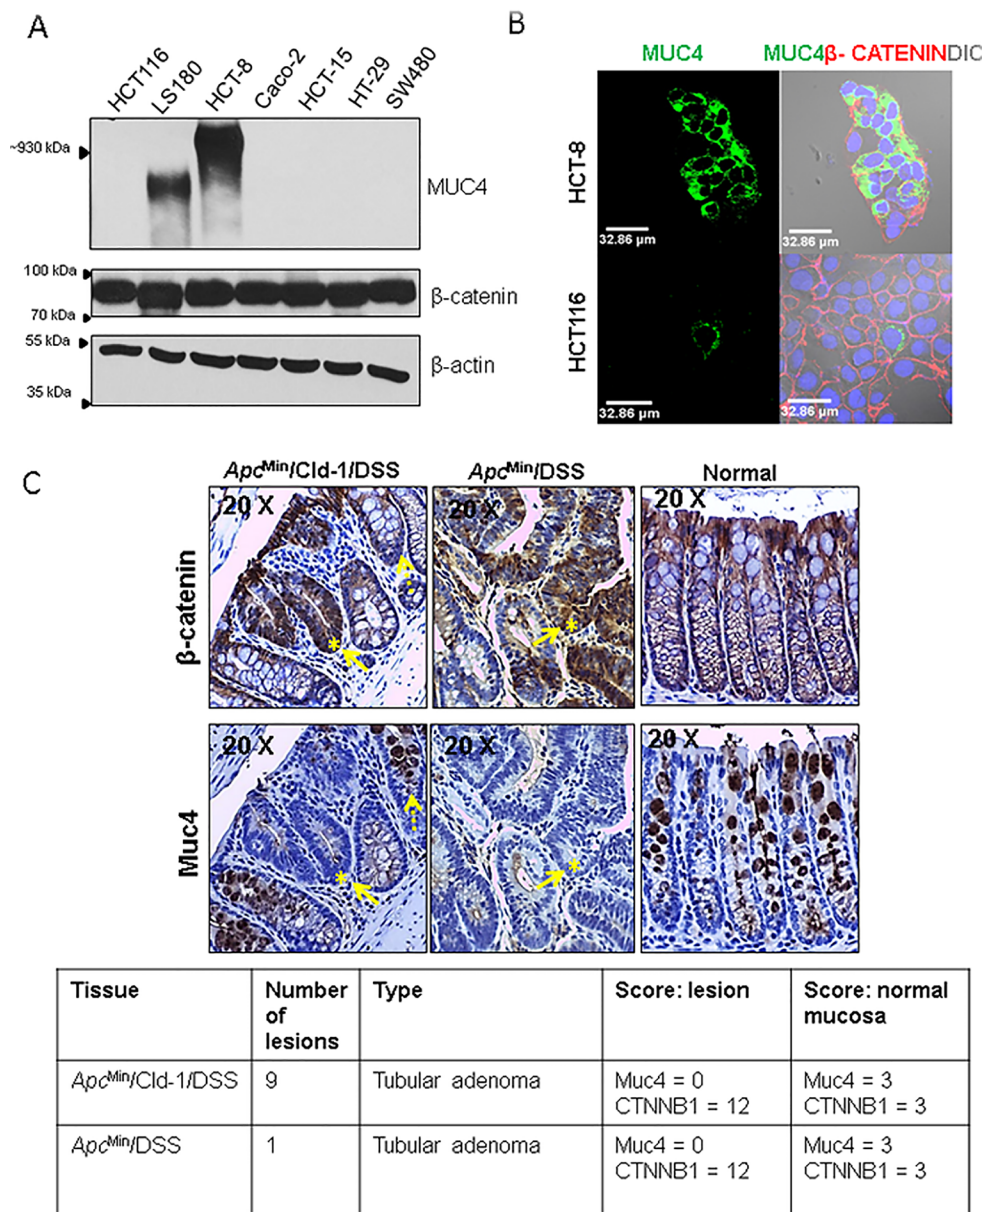 A
HCT116
LS180
HCT-8
Caco-2
HCT-15
HT-29
SW480
~930 kDa
MUC4
100 kDa
β-catenin
70 kDa
55 kDa
β-actin
35 kDa
B
MUC4 MUC4β- CATENINDIC
HCT-8
32.86 µm 32.86 µm
HCT116
32.86 µm 32.86 µm
C
ApcMin/Cld-1/DSS ApcMin/DSS Normal
20 X 20 X 20 X
* *
β-catenin
20 X 20 X 20 X
* *
Muc4
Tissue Number of lesions Type Score: lesion Score: normal mucosa
ApcMin/Cld-1/DSS 9 Tubular adenoma Muc4 = 0 Muc4 = 3
CTNNB1 = 12 CTNNB1 = 3
ApcMin/DSS 1 Tubular adenoma Muc4 = 0 Muc4 = 3
CTNNB1 = 12 CTNNB1 = 3